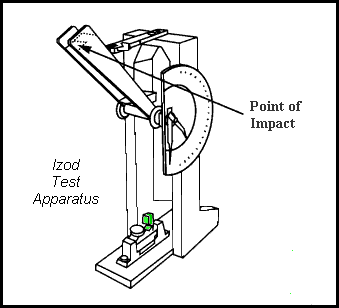 Point of
Impact
Izod
Test
Apparatus